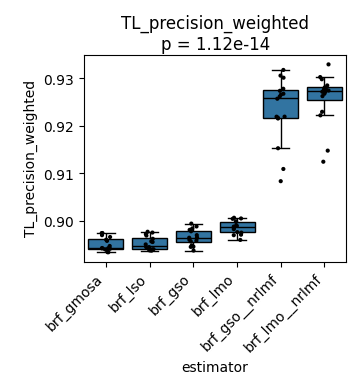 TL_precision_weighted
p = 1.12e-14
TL_precision_weighted
0.93
0.92
0.91
0.90
brf_gmosa
brf_lso
brf_gso
brf_lmo
brf_gso__nrlmf
brf_lmo__nrlmf
estimator